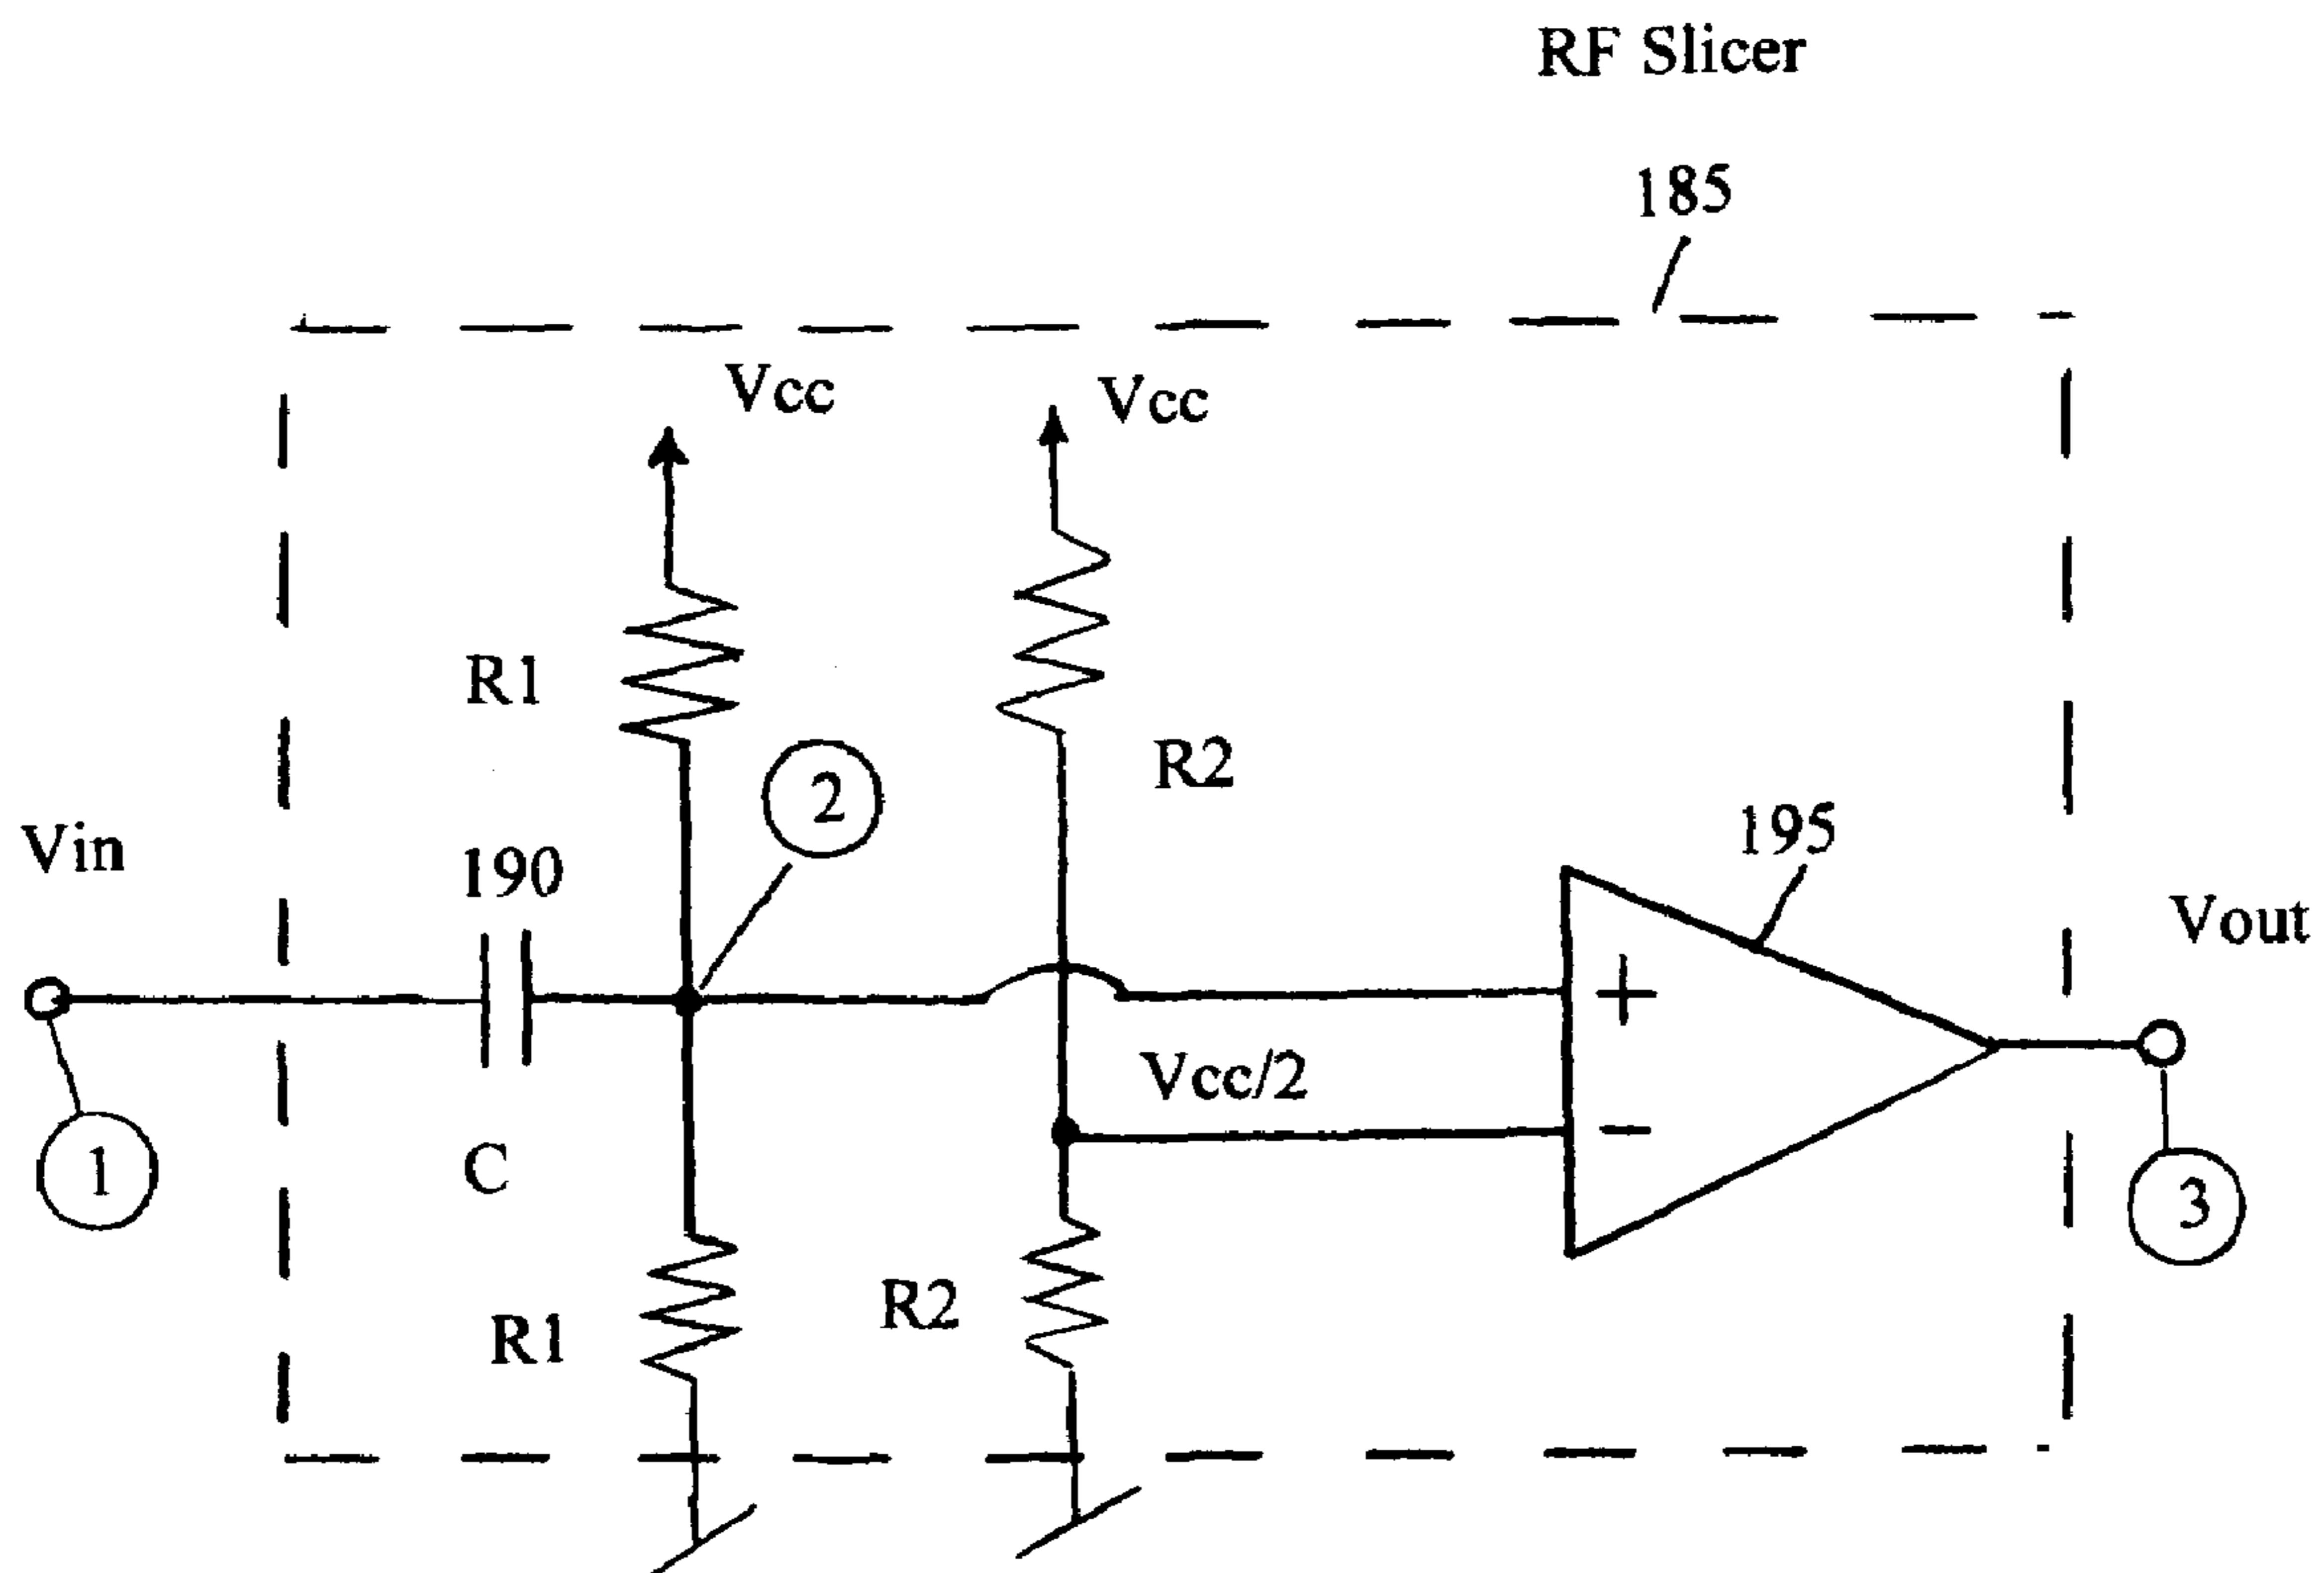 RF Slicer
185
Vcc
Vcc
R1
2
R2
Vin
190
195
Vout
+
Vcc/2
-
C
1
3
R2
R1